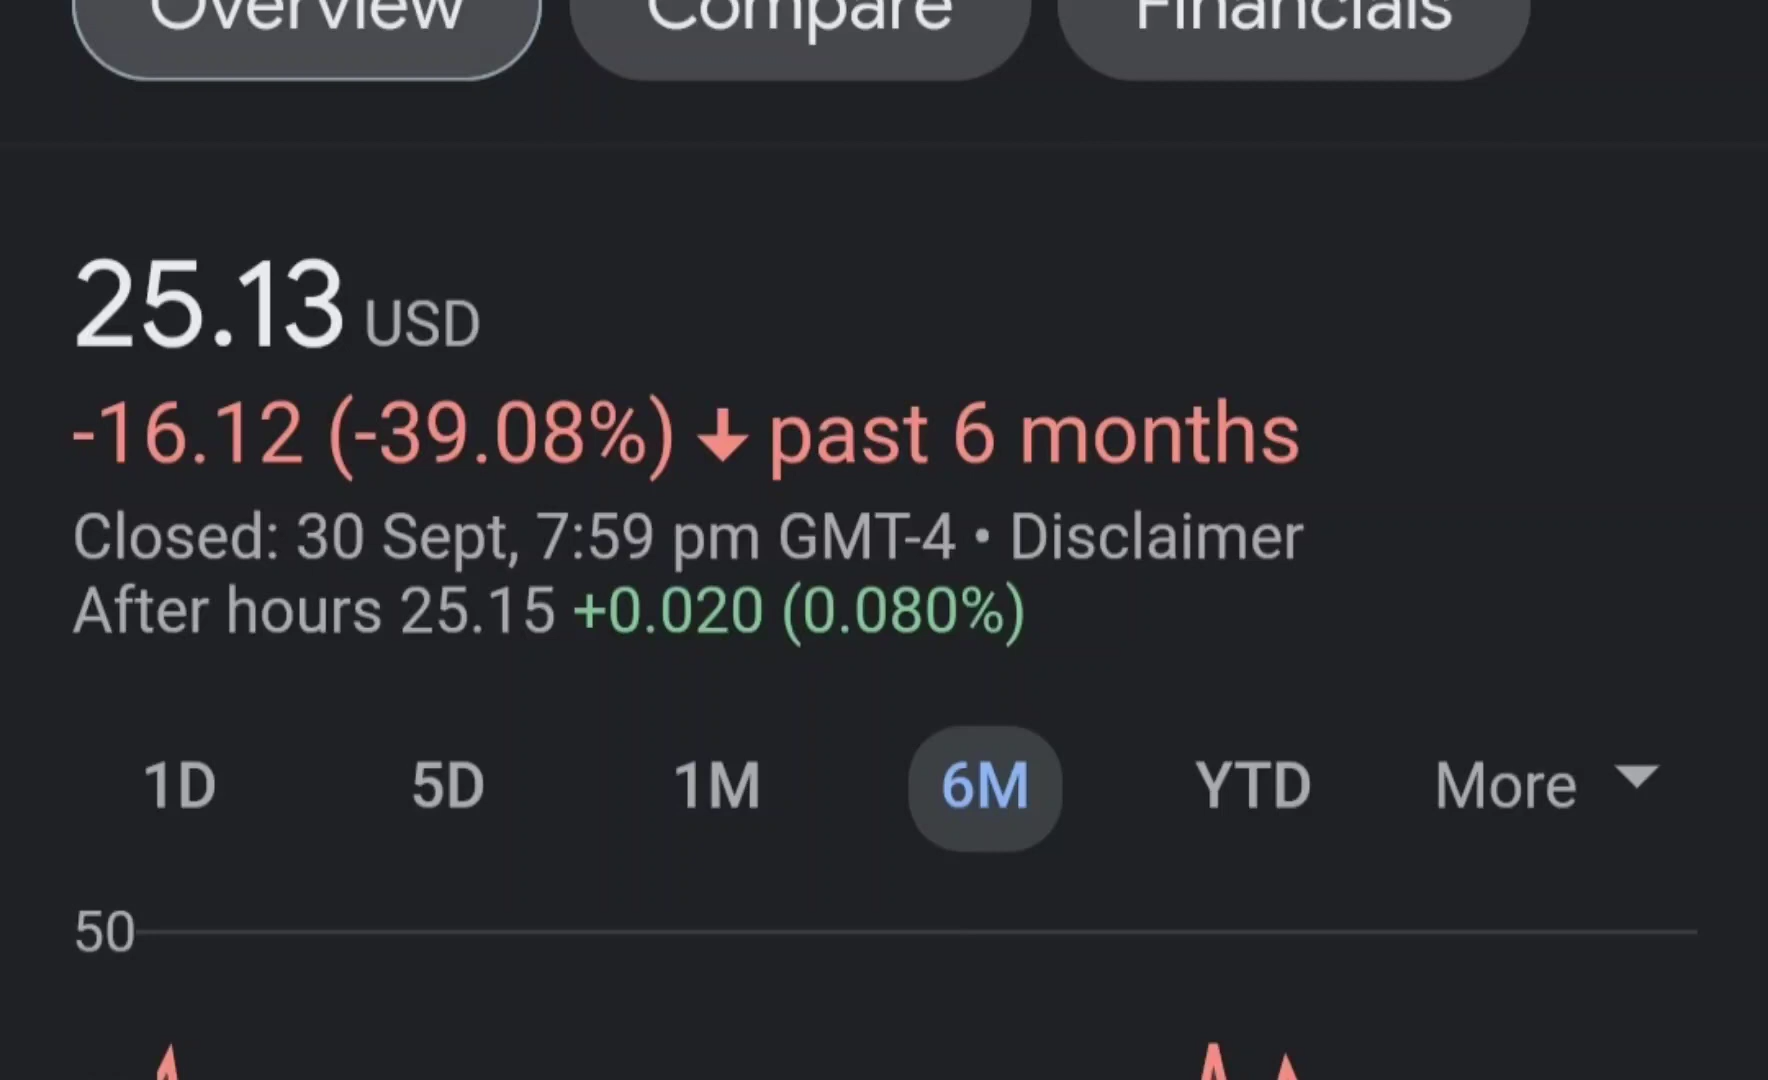 Overview Compare Financials
25.13 USD
-16.12 (-39.08%) ↓ past 6 months
Closed: 30 Sept, 7:59 pm GMT-4 • Disclaimer
After hours 25.15 +0.020 (0.080%)
1D 5D 1M 6M YTD More
50